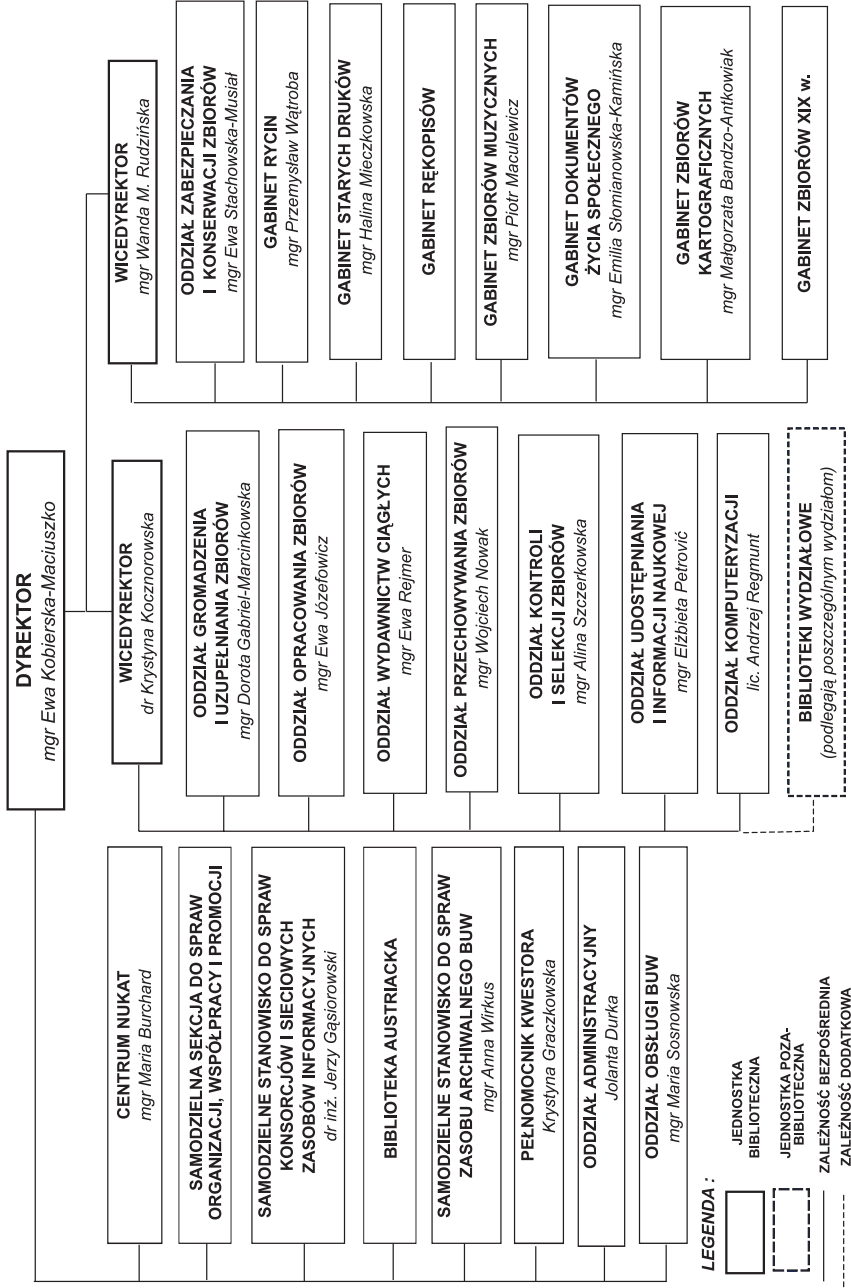 DYREKTOR
mgr Ewa Kobierska-Maciuszko
CENTRUM NUKAT
mgr Maria Burchard
SAMODZIELNA SEKCJA DO SPRAW
ORGANIZACJI, WSPÓŁPRACY I PROMOCJI
SAMODZIELNE STANOWISKO DO SPRAW
KONSORCJÓW I SIECIOWYCH
ZASOBÓW INFORMACYJNYCH
dr inż. Jerzy Gąsiorowski
BIBLIOTEKA AUSTRIACKA
SAMODZIELNE STANOWISKO DO SPRAW
ZASOBU ARCHIWALNEGO BUW
mgr Anna Wirkus
PEŁNOMOCNIK KWESTORA
Krystyna Graczkowska
ODDZIAŁ ADMINISTRACYJNY
Jolanta Durka
ODDZIAŁ OBSŁUGI BUW
mgr Maria Sosnowska
WICEDYREKTOR
dr Krystyna Kocznorowska
ODDZIAŁ GROMADZENIA
I UZUPEŁNIANIA ZBIORÓW
mgr Dorota Gabriel-Marcinkowska
ODDZIAŁ OPRACOWANIA ZBIORÓW
mgr Ewa Józefowicz
ODDZIAŁ WYDAWNICTW CIĄGŁYCH
mgr Ewa Rejmer
ODDZIAŁ PRZECHOWYWANIA ZBIORÓW
mgr Wojciech Nowak
ODDZIAŁ KONTROLI
I SELEKCJI ZBIORÓW
mgr Alina Szczerkowska
ODDZIAŁ UDOSTĘPNIANIA
I INFORMACJI NAUKOWEJ
mgr Elżbieta Petrović
ODDZIAŁ KOMPUTERYZACJI
lic. Andrzej Regmunt
BIBLIOTEKI WYDZIAŁOWE
(podlegają poszczególnym wydziałom)
WICEDYREKTOR
mgr Wanda M. Rudzińska
ODDZIAŁ ZABEZPIECZANIA
I KONSERWACJI ZBIORÓW
mgr Ewa Stachowska-Musiał
GABINET RYCIN
mgr Przemysław Wątroba
GABINET STARYCH DRUKÓW
mgr Halina Mieczkowska
GABINET RĘKOPISÓW
GABINET ZBIORÓW MUZYCZNYCH
mgr Piotr Maculewicz
GABINET DOKUMENTÓW
ŻYCIA SPOŁECZNEGO
mgr Emilia Słomianowska-Kamińska
GABINET ZBIORÓW
KARTOGRAFICZNYCH
mgr Małgorzata Bandzo-Antkowiak
GABINET ZBIORÓW XIX w.
LEGENDA :
JEDNOSTKA
BIBLIOTECZNA
JEDNOSTKA POZA-
BIBLIOTECZNA
ZALEŻNOŚĆ BEZPOŚREDNIA
ZALEŻNOŚĆ DODATKOWA